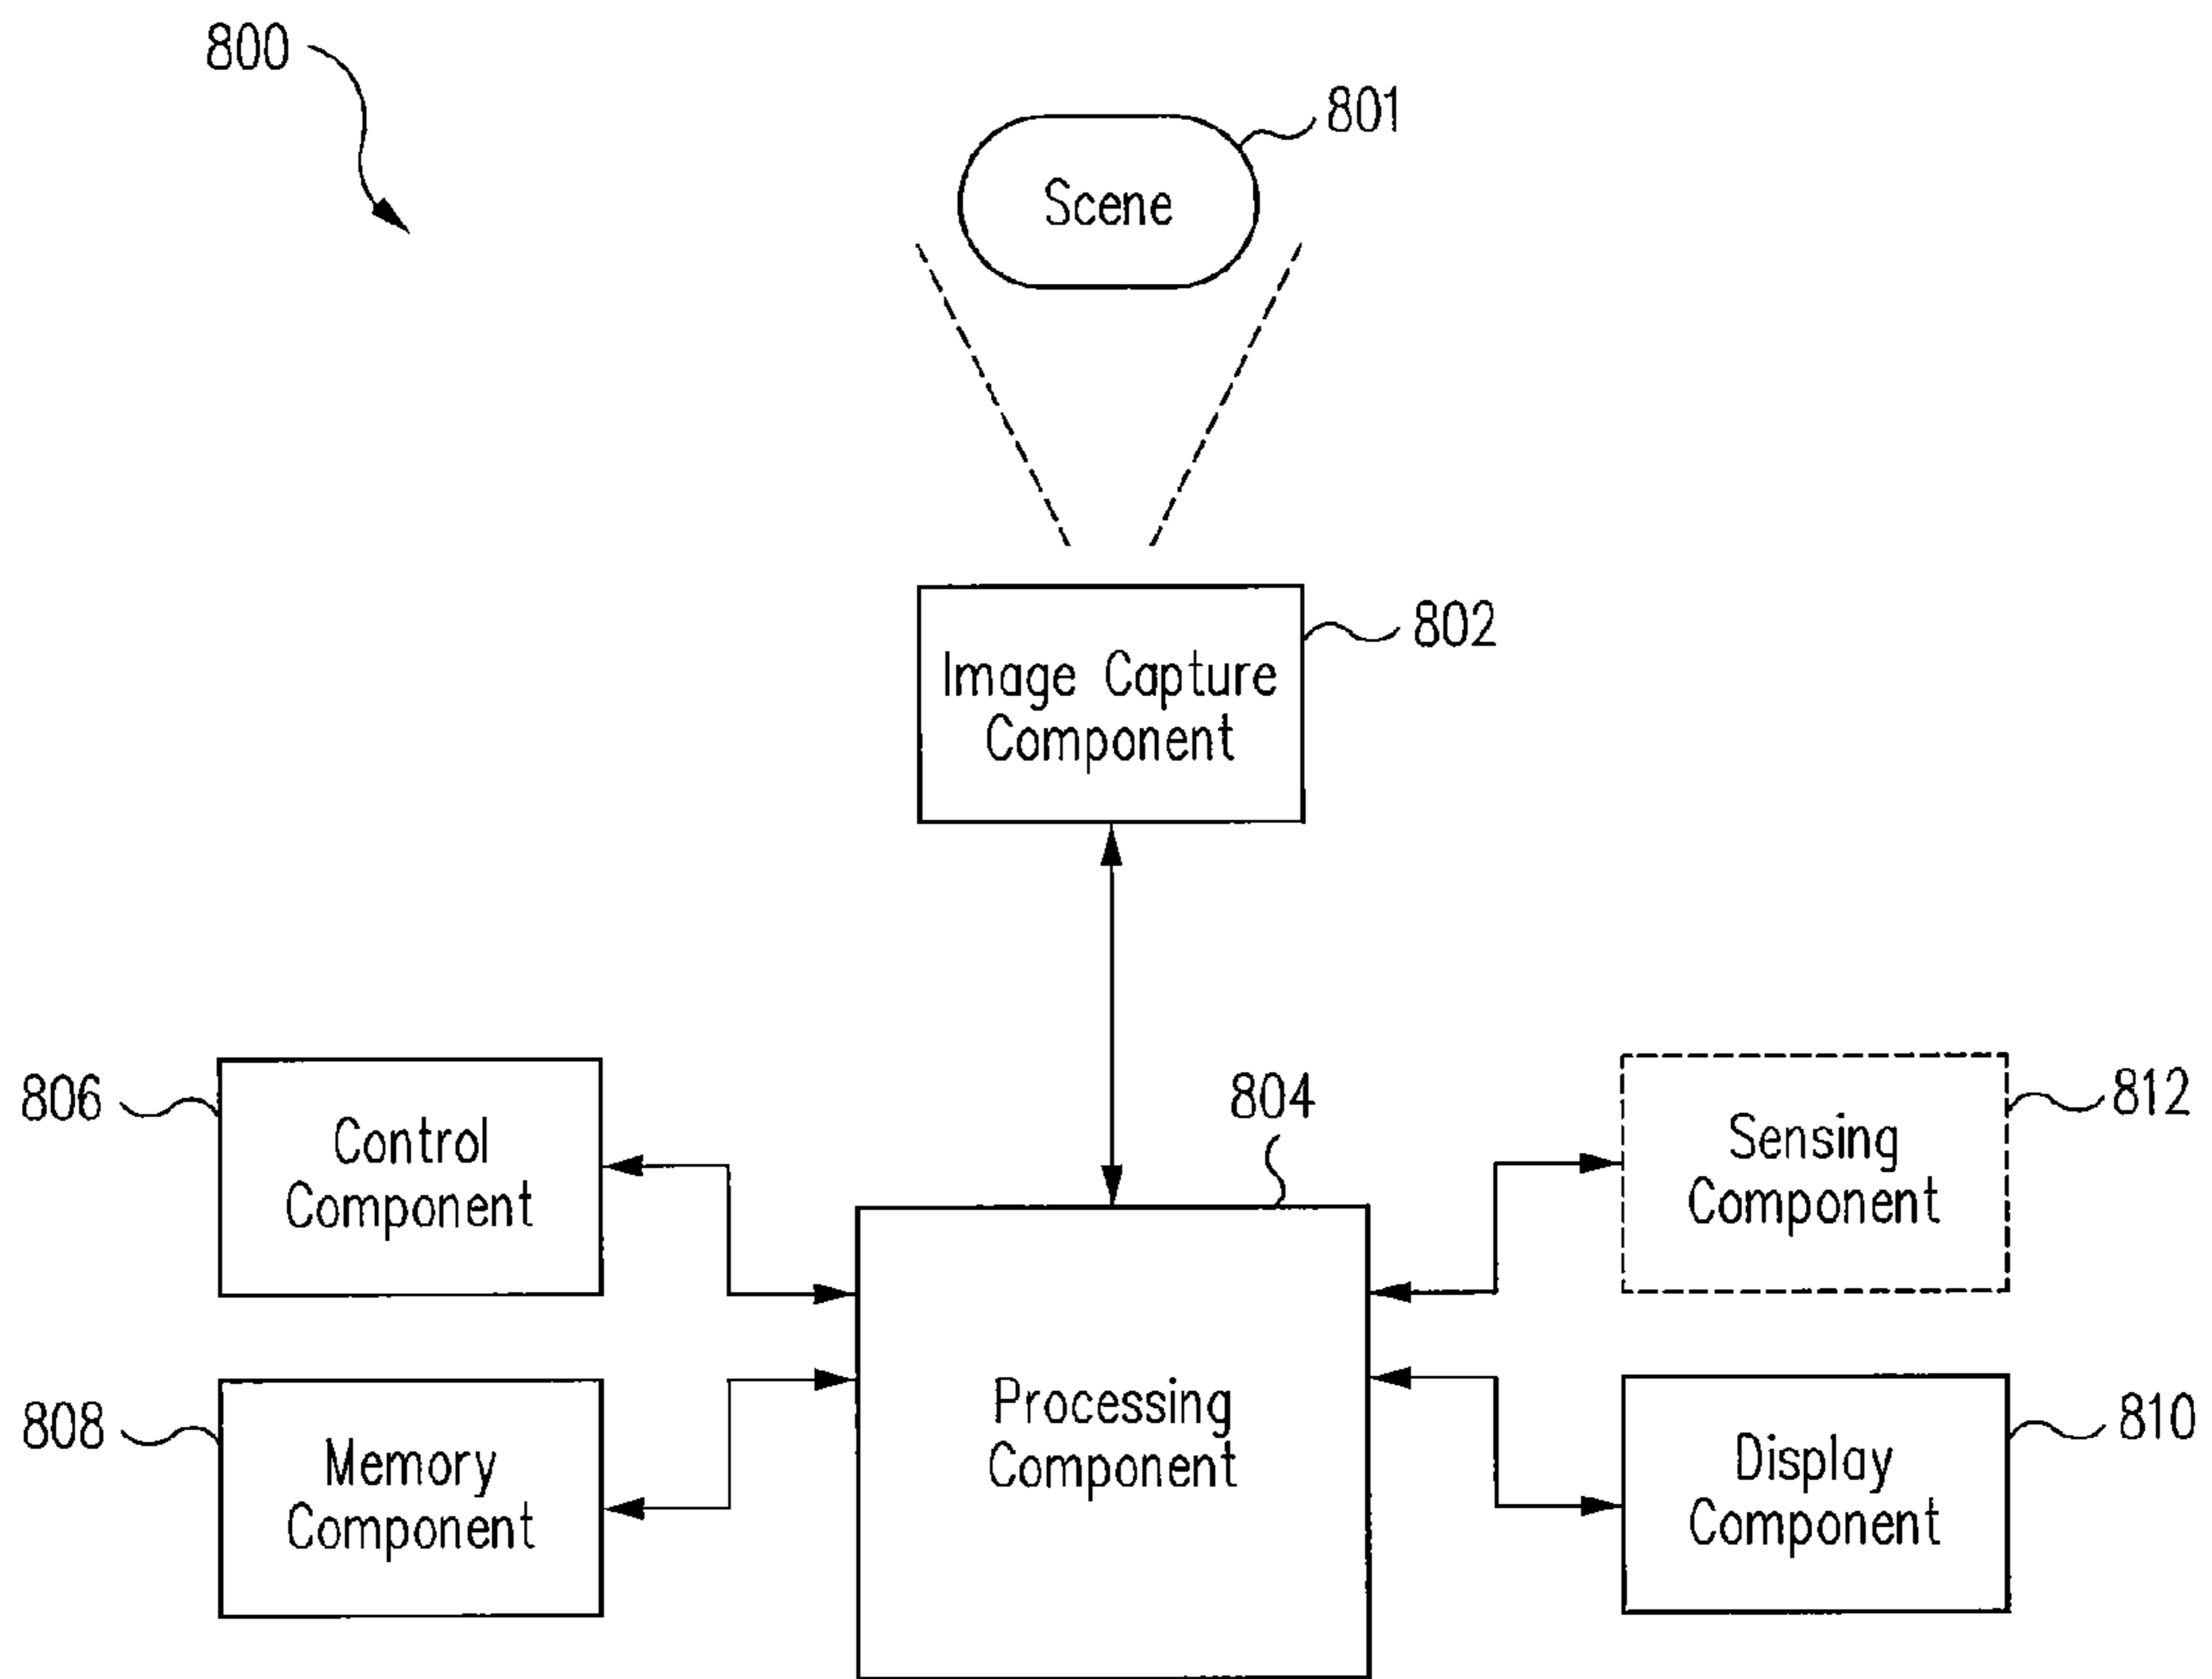 800
801
Scene
802
Image Capture
Component
806
Control
Component
804
812
Sensing
Component
808
Memory
Component
Processing
Component
810
Display
Component